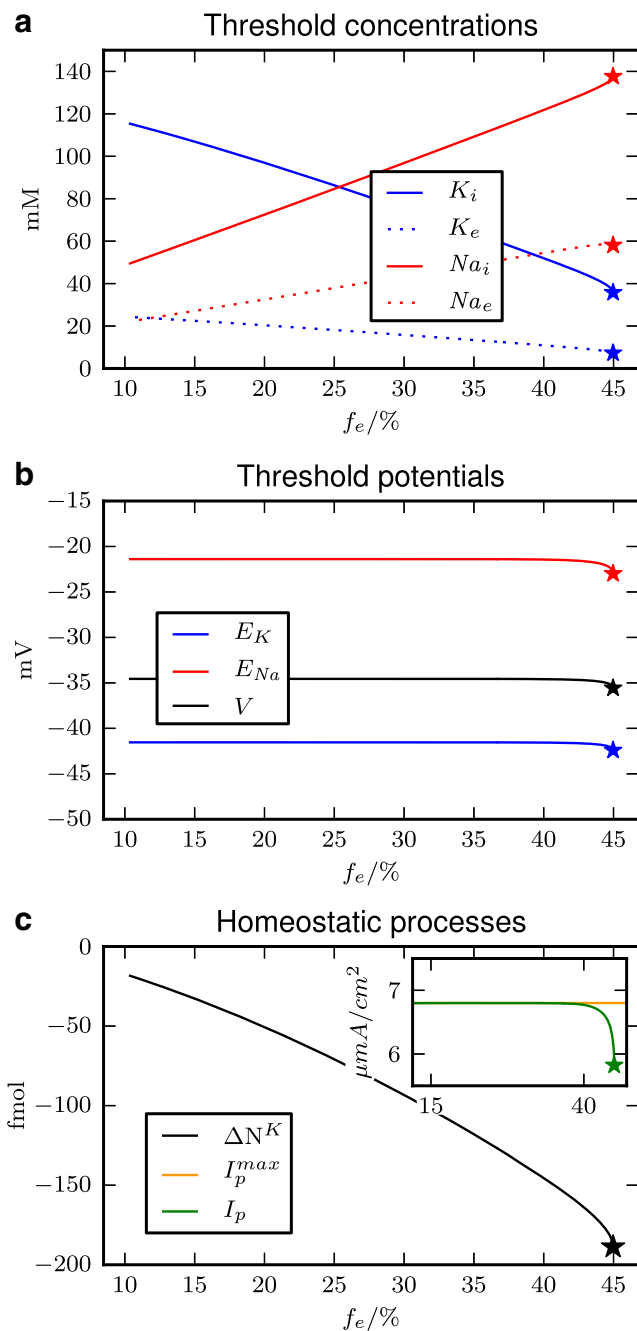 a
Threshold concentrations
140
120
100
80
60
40
20
0
mM
K_i
K_e
Na_i
Na_e
10 15 20 25 30 35 40 45
f_e/%
b
Threshold potentials
−15
−20
−25
−30
−35
−40
−45
−50
mV
E_K
E_{Na}
V
10 15 20 25 30 35 40 45
f_e/%
c
Homeostatic processes
0
−50
−100
−150
−200
fmol
μmA/cm^2
7
6
15 40
ΔN^K
I_p^{max}
I_p
10 15 20 25 30 35 40 45
f_e/%